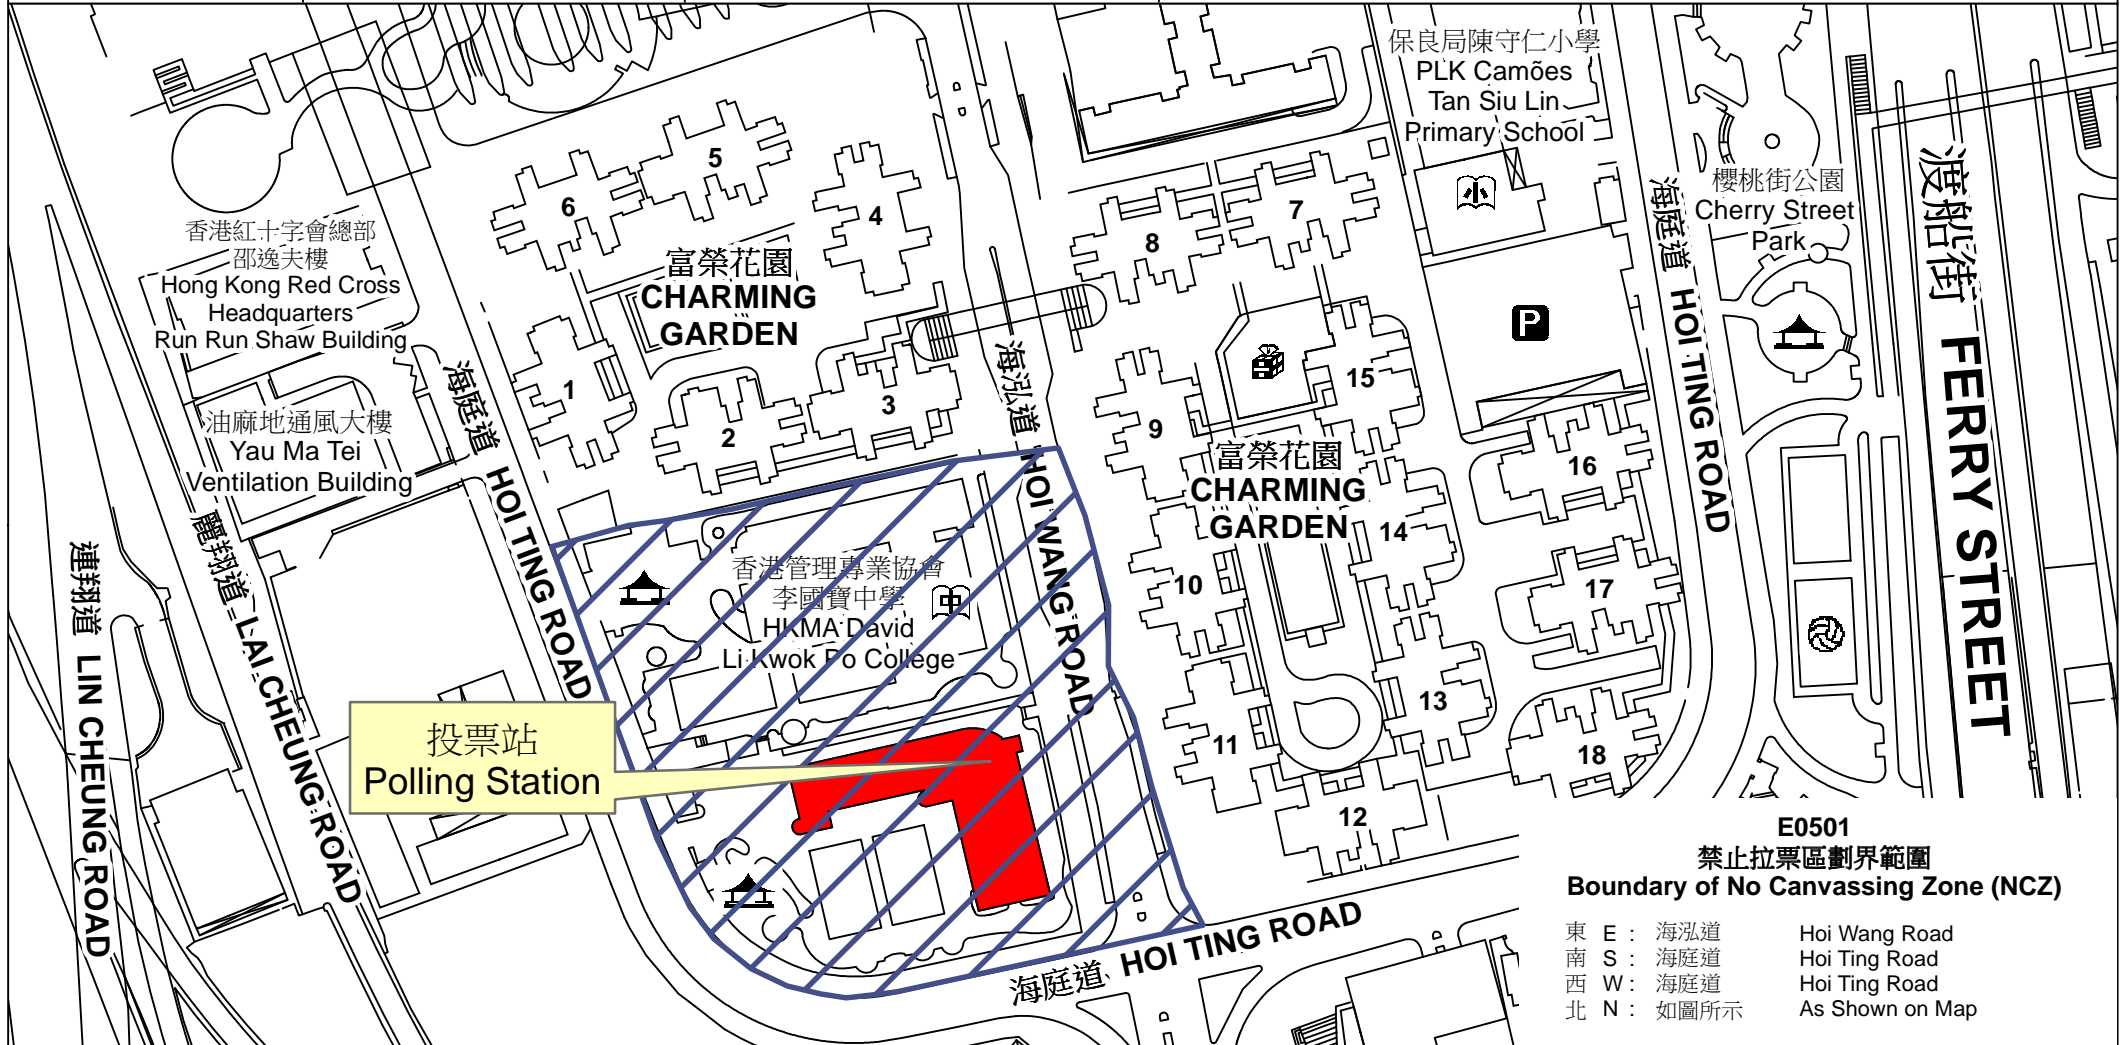 保良局陳守仁小學
PLK Camões
Tan Siu Lin
Primary School
5
6
4
7
8
香港紅十字會總部
邵逸夫樓
Hong Kong Red Cross
Headquarters
Run Run Shaw Building
富榮花園
CHARMING
GARDEN
海庭道 HOI TING ROAD
櫻桃街公園
Cherry Street
Park
渡船街 FERRY STREET
小
P
1
2
3
海泓道 HOI WANG ROAD
9
15
16
油麻地通風大樓
Yau Ma Tei
Ventilation Building
海庭道 HOI TING ROAD
富榮花園
CHARMING
GARDEN
14
10
17
麗翔道 LAI CHEUNG ROAD
連翔道 LIN CHEUNG ROAD
香港管理專業協會
李國寶中學
HKMA David
Li Kwok Po College
中
13
11
18
12
投票站
Polling Station
海庭道 HOI TING ROAD
E0501
禁止拉票區劃界範圍
Boundary of No Canvassing Zone (NCZ)
東 E : 海泓道 Hoi Wang Road
南 S : 海庭道 Hoi Ting Road
西 W : 海庭道 Hoi Ting Road
北 N : 如圖所示 As Shown on Map